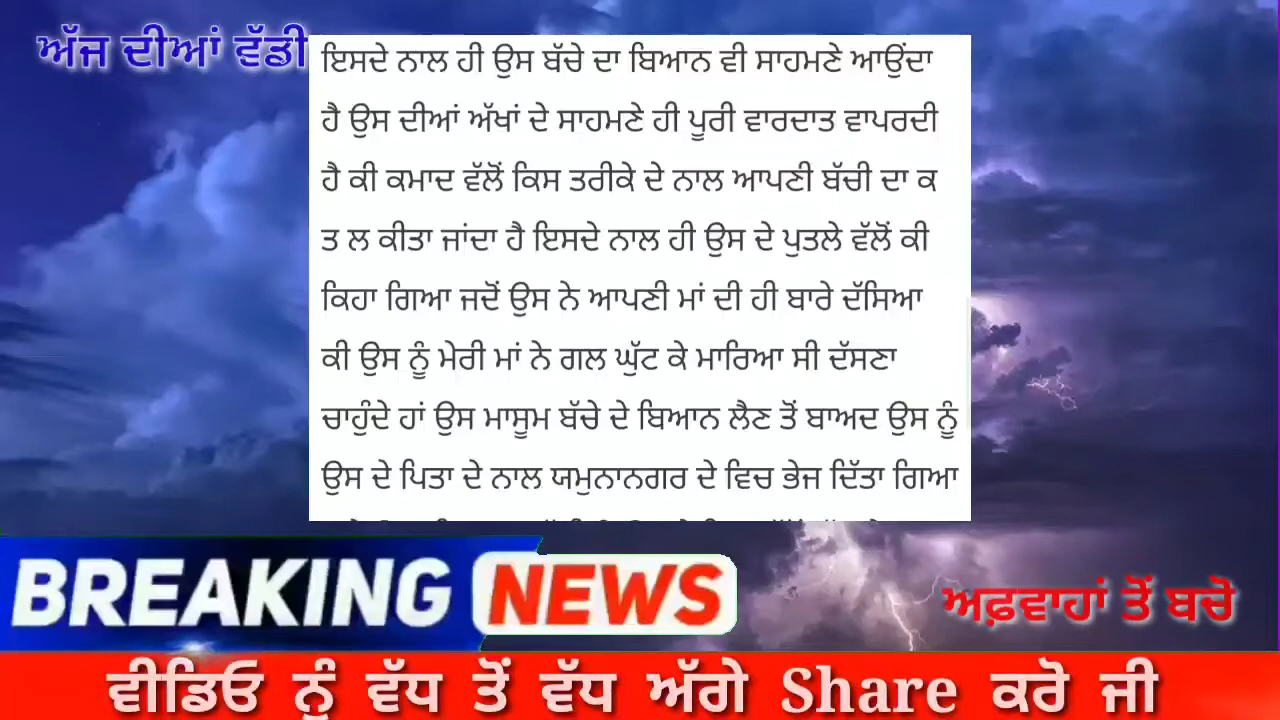 ਅੱਜ ਦੀਆਂ ਵੱਡੀ
ਇਸਦੇ ਨਾਲ ਹੀ ਉਸ ਬੱਚੇ ਦਾ ਬਿਆਨ ਵੀ ਸਾਹਮਣੇ ਆਉਂਦਾ
ਹੈ ਉਸ ਦੀਆਂ ਅੱਖਾਂ ਦੇ ਸਾਹਮਣੇ ਹੀ ਪੂਰੀ ਵਾਰਦਾਤ ਵਾਪਰਦੀ
ਹੈ ਕੀ ਕਮਾਦ ਵੱਲੋਂ ਕਿਸ ਤਰੀਕੇ ਦੇ ਨਾਲ ਆਪਣੀ ਬੱਚੀ ਦਾ ਕ
ਤ ਲ ਕੀਤਾ ਜਾਂਦਾ ਹੈ ਇਸਦੇ ਨਾਲ ਹੀ ਉਸ ਦੇ ਪੁਤਲੇ ਵੱਲੋਂ ਕੀ
ਕਿਹਾ ਗਿਆ ਜਦੋਂ ਉਸ ਨੇ ਆਪਣੀ ਮਾਂ ਦੀ ਹੀ ਬਾਰੇ ਦੱਸਿਆ
ਕੀ ਉਸ ਨੂੰ ਮੇਰੀ ਮਾਂ ਨੇ ਗਲ ਘੁੱਟ ਕੇ ਮਾਰਿਆ ਸੀ ਦੱਸਣਾ
ਚਾਹੁੰਦੇ ਹਾਂ ਉਸ ਮਾਸੂਮ ਬੱਚੇ ਦੇ ਬਿਆਨ ਲੈਣ ਤੋਂ ਬਾਅਦ ਉਸ ਨੂੰ
ਉਸ ਦੇ ਪਿਤਾ ਦੇ ਨਾਲ ਯਮੁਨਾਨਗਰ ਦੇ ਵਿਚ ਭੇਜ ਦਿੱਤਾ ਗਿਆ
BREAKING NEWS
ਅਫ਼ਵਾਹਾਂ ਤੋਂ ਬਚੋ
ਵੀਡਿਓ ਨੂੰ ਵੱਧ ਤੋਂ ਵੱਧ ਅੱਗੇ Share ਕਰੋ ਜੀ